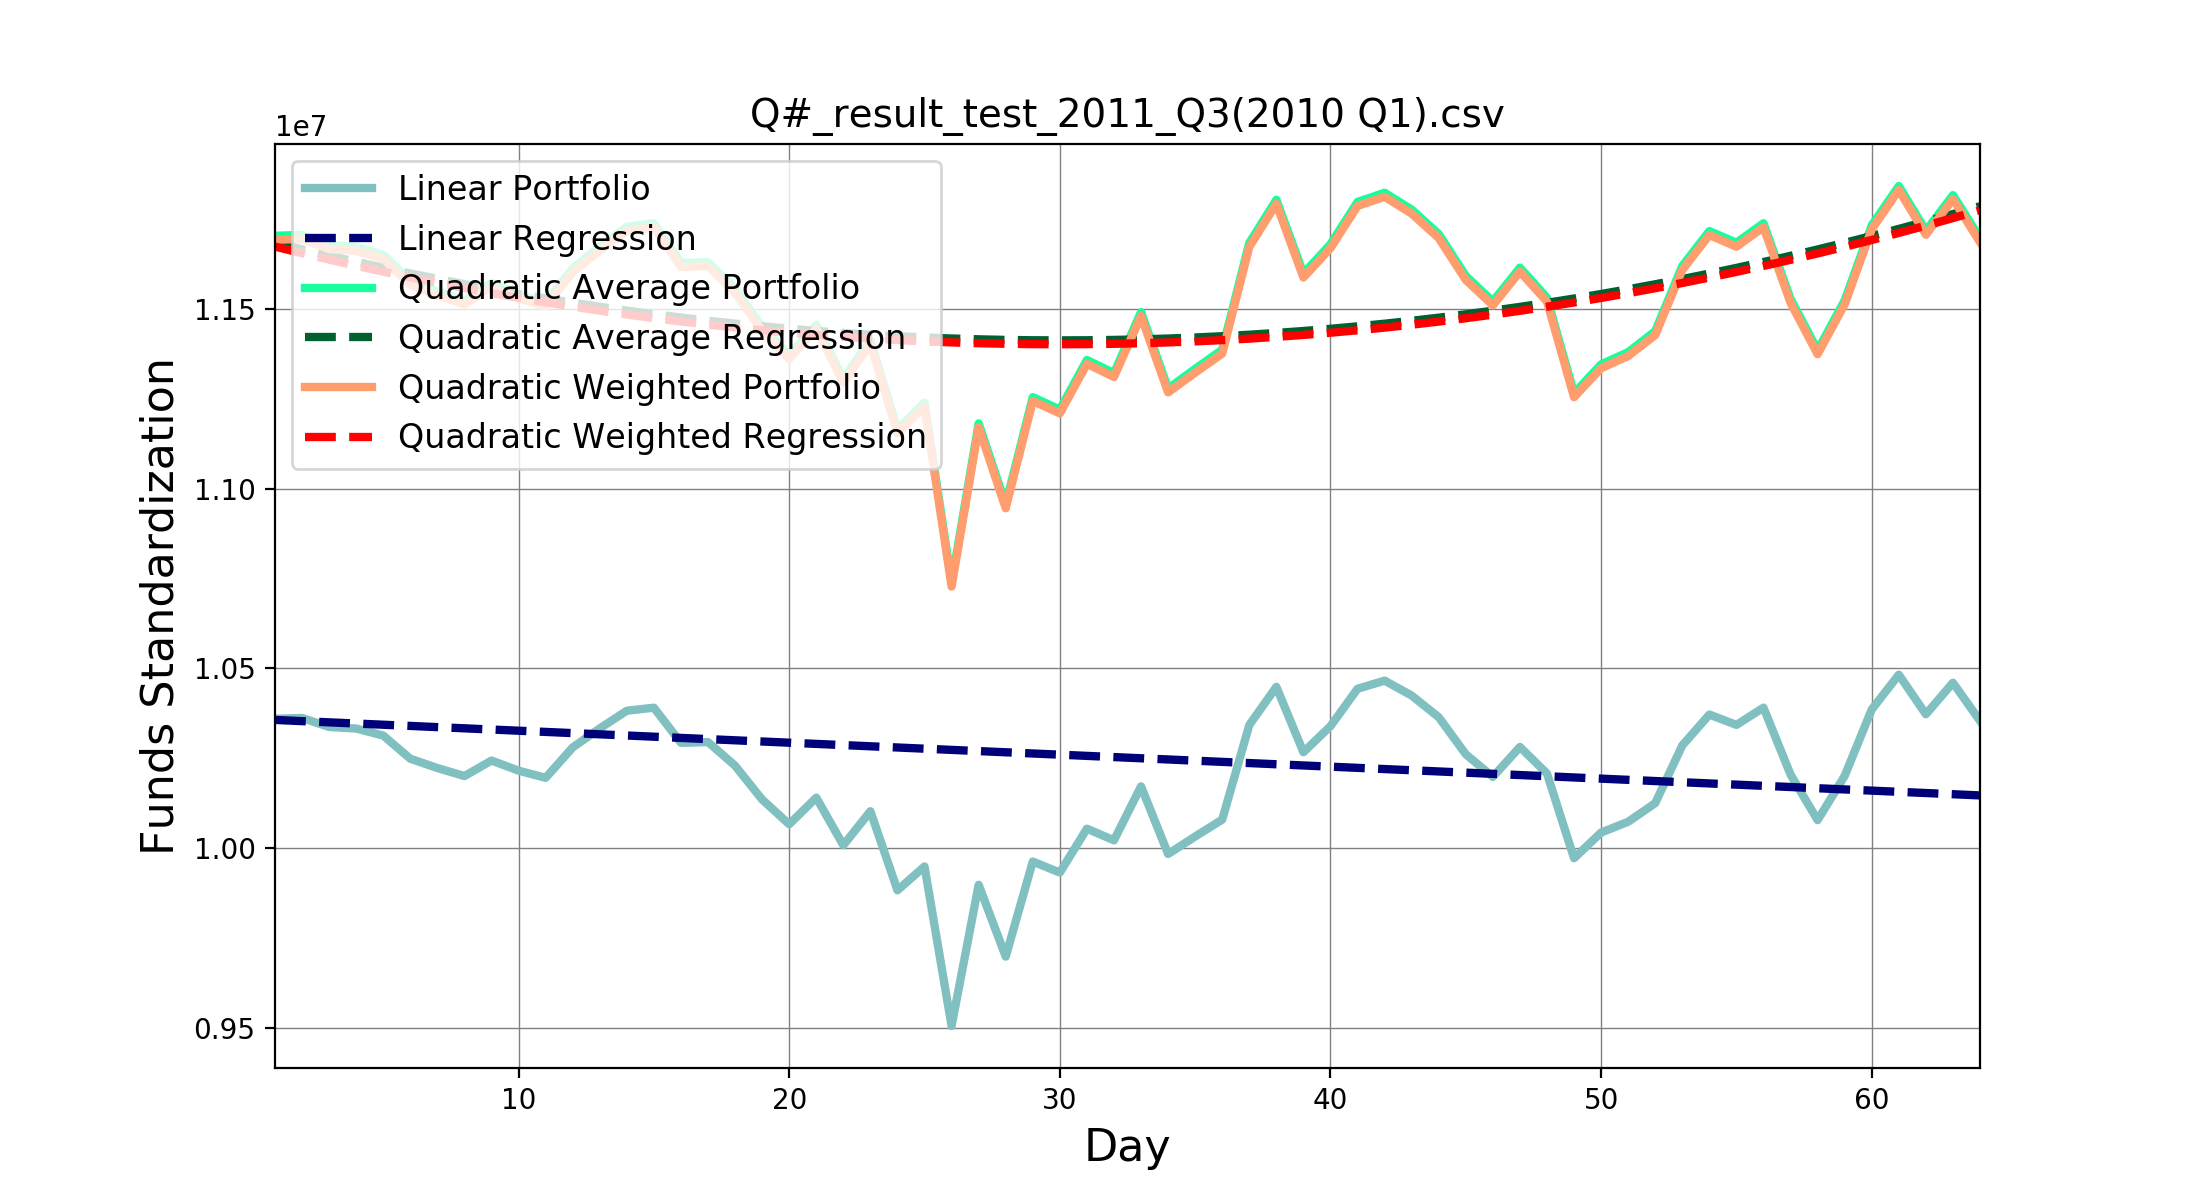 Q#_result_test_2011_Q3(2010 Q1).csv
1e7
Linear Portfolio
Linear Regression
Quadratic Average Portfolio
Quadratic Average Regression
Quadratic Weighted Portfolio
Quadratic Weighted Regression
1.15
1.10
1.05
1.00
0.95
Funds Standardization
10 20 30 40 50 60
Day